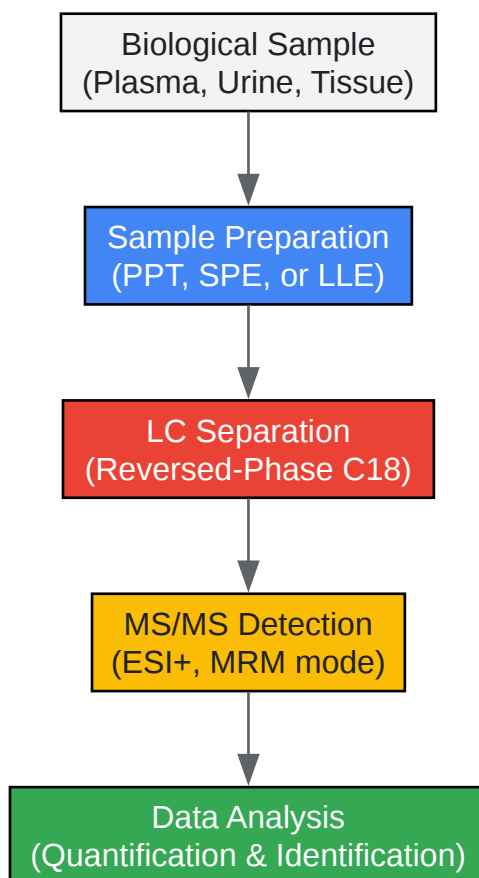 Biological Sample
(Plasma, Urine, Tissue)
Sample Preparation
(PPT, SPE, or LLE)
LC Separation
(Reversed-Phase C18)
MS/MS Detection
(ESI+, MRM mode)
Data Analysis
(Quantification & Identification)